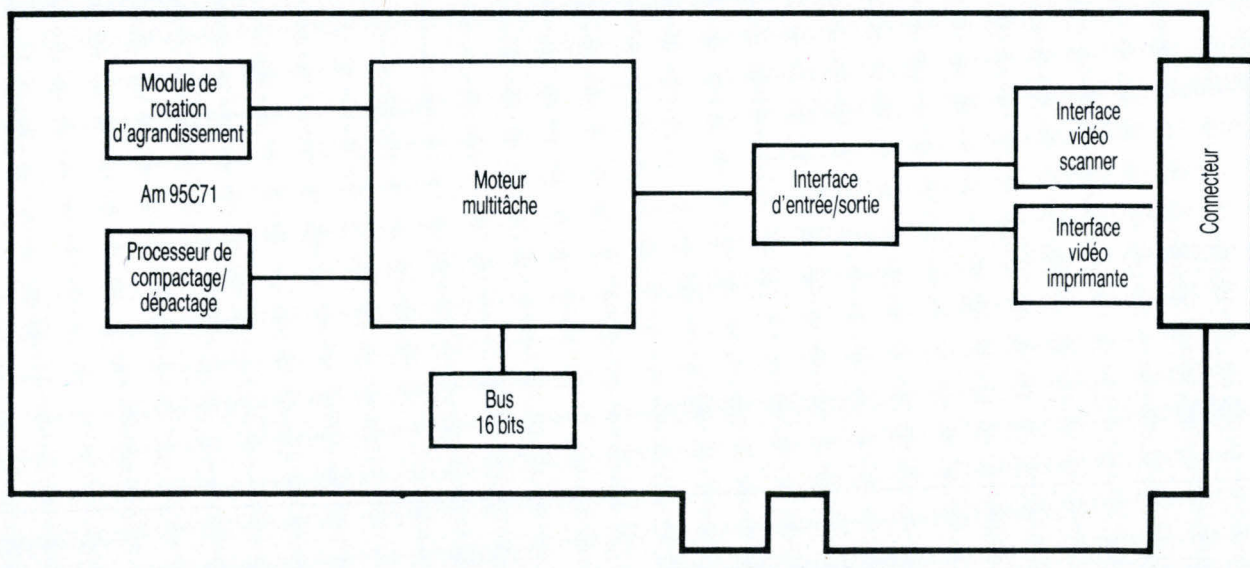 Module de
rotation
d'agrandissement
Am 95C71
Processeur de
compactage/
dépactage
Moteur
multitâche
Bus
16 bits
Interface
d'entrée/sortie
Interface
vidéo
scanner
Interface
vidéo
imprimante
Connecteur